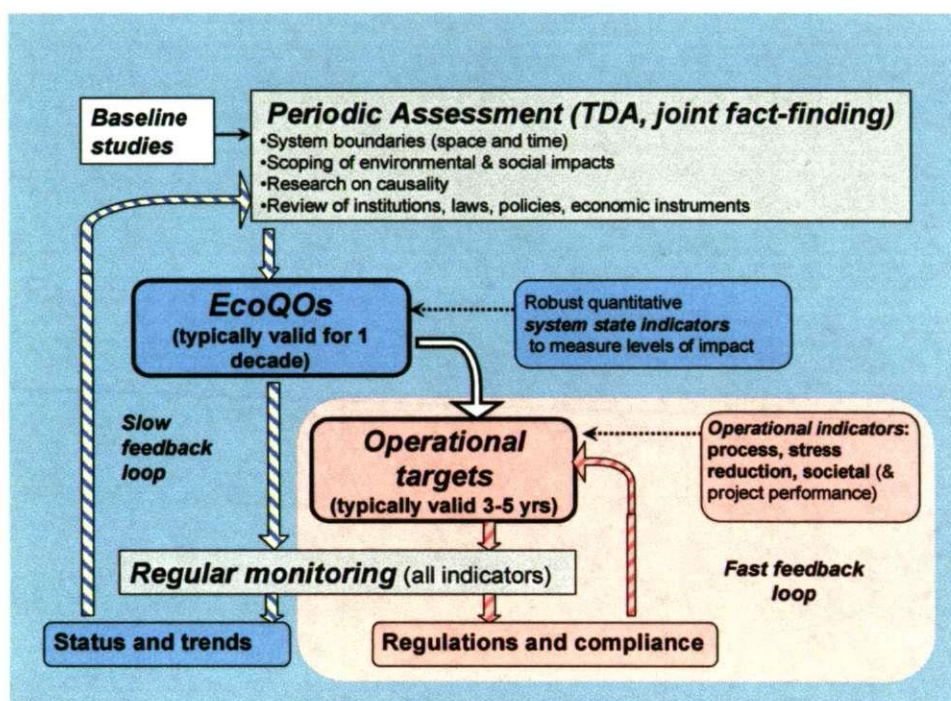 Baseline
studies
Periodic Assessment (TDA, joint fact-finding)
•System boundaries (space and time)
•Scoping of environmental & social impacts
•Research on causality
•Review of institutions, laws, policies, economic instruments
EcoQOs
(typically valid for 1
decade)
Robust quantitative
system state indicators
to measure levels of impact
Slow
feedback
loop
Operational
targets
(typically valid 3-5 yrs)
Operational indicators:
process, stress
reduction, societal (&
project performance)
Regular monitoring (all indicators)
Fast feedback
loop
Status and trends
Regulations and compliance